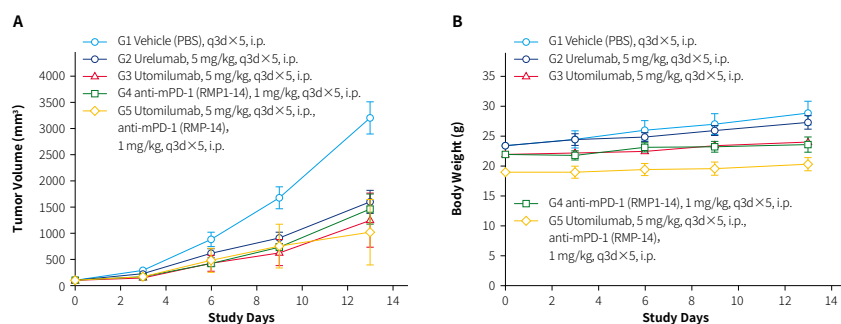 A
G1 Vehicle (PBS), q3d×5, i.p.
G2 Urelumab, 5 mg/kg, q3d×5, i.p.
G3 Utomilumab, 5 mg/kg, q3d×5, i.p.
G4 anti-mPD-1 (RMP1-14), 1 mg/kg, q3d×5, i.p.
G5 Utomilumab, 5 mg/kg, q3d×5, i.p.,
anti-mPD-1 (RMP-14),
1 mg/kg, q3d×5, i.p.
Tumor Volume (mm³)
4000
3500
3000
2500
2000
1500
1000
500
0
0 2 4 6 8 10 12 14
Study Days
B
G1 Vehicle (PBS), q3d×5, i.p.
G2 Urelumab, 5 mg/kg, q3d×5, i.p.
G3 Utomilumab, 5 mg/kg, q3d×5, i.p.
Body Weight (g)
35
30
25
20
15
10
5
0
G4 anti-mPD-1 (RMP1-14), 1 mg/kg, q3d×5, i.p.
G5 Utomilumab, 5 mg/kg, q3d×5, i.p.,
anti-mPD-1 (RMP-14),
1 mg/kg, q3d×5, i.p.
0 2 4 6 8 10 12 14
Study Days